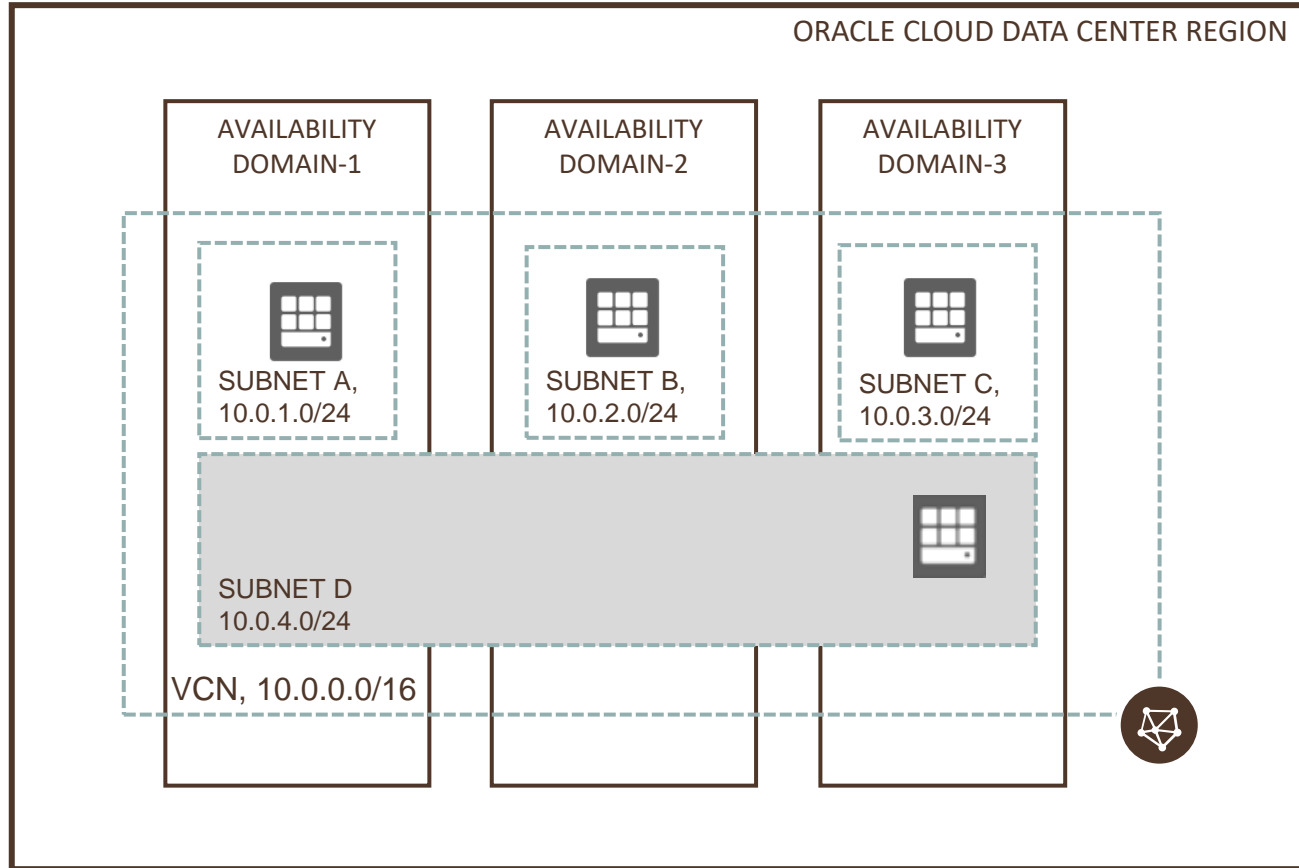 ORACLE CLOUD DATA CENTER REGION
AVAILABILITY
DOMAIN-1
AVAILABILITY
DOMAIN-2
AVAILABILITY
DOMAIN-3
SUBNET A,
10.0.1.0/24
SUBNET B,
10.0.2.0/24
SUBNET C,
10.0.3.0/24
SUBNET D
10.0.4.0/24
VCN, 10.0.0.0/16